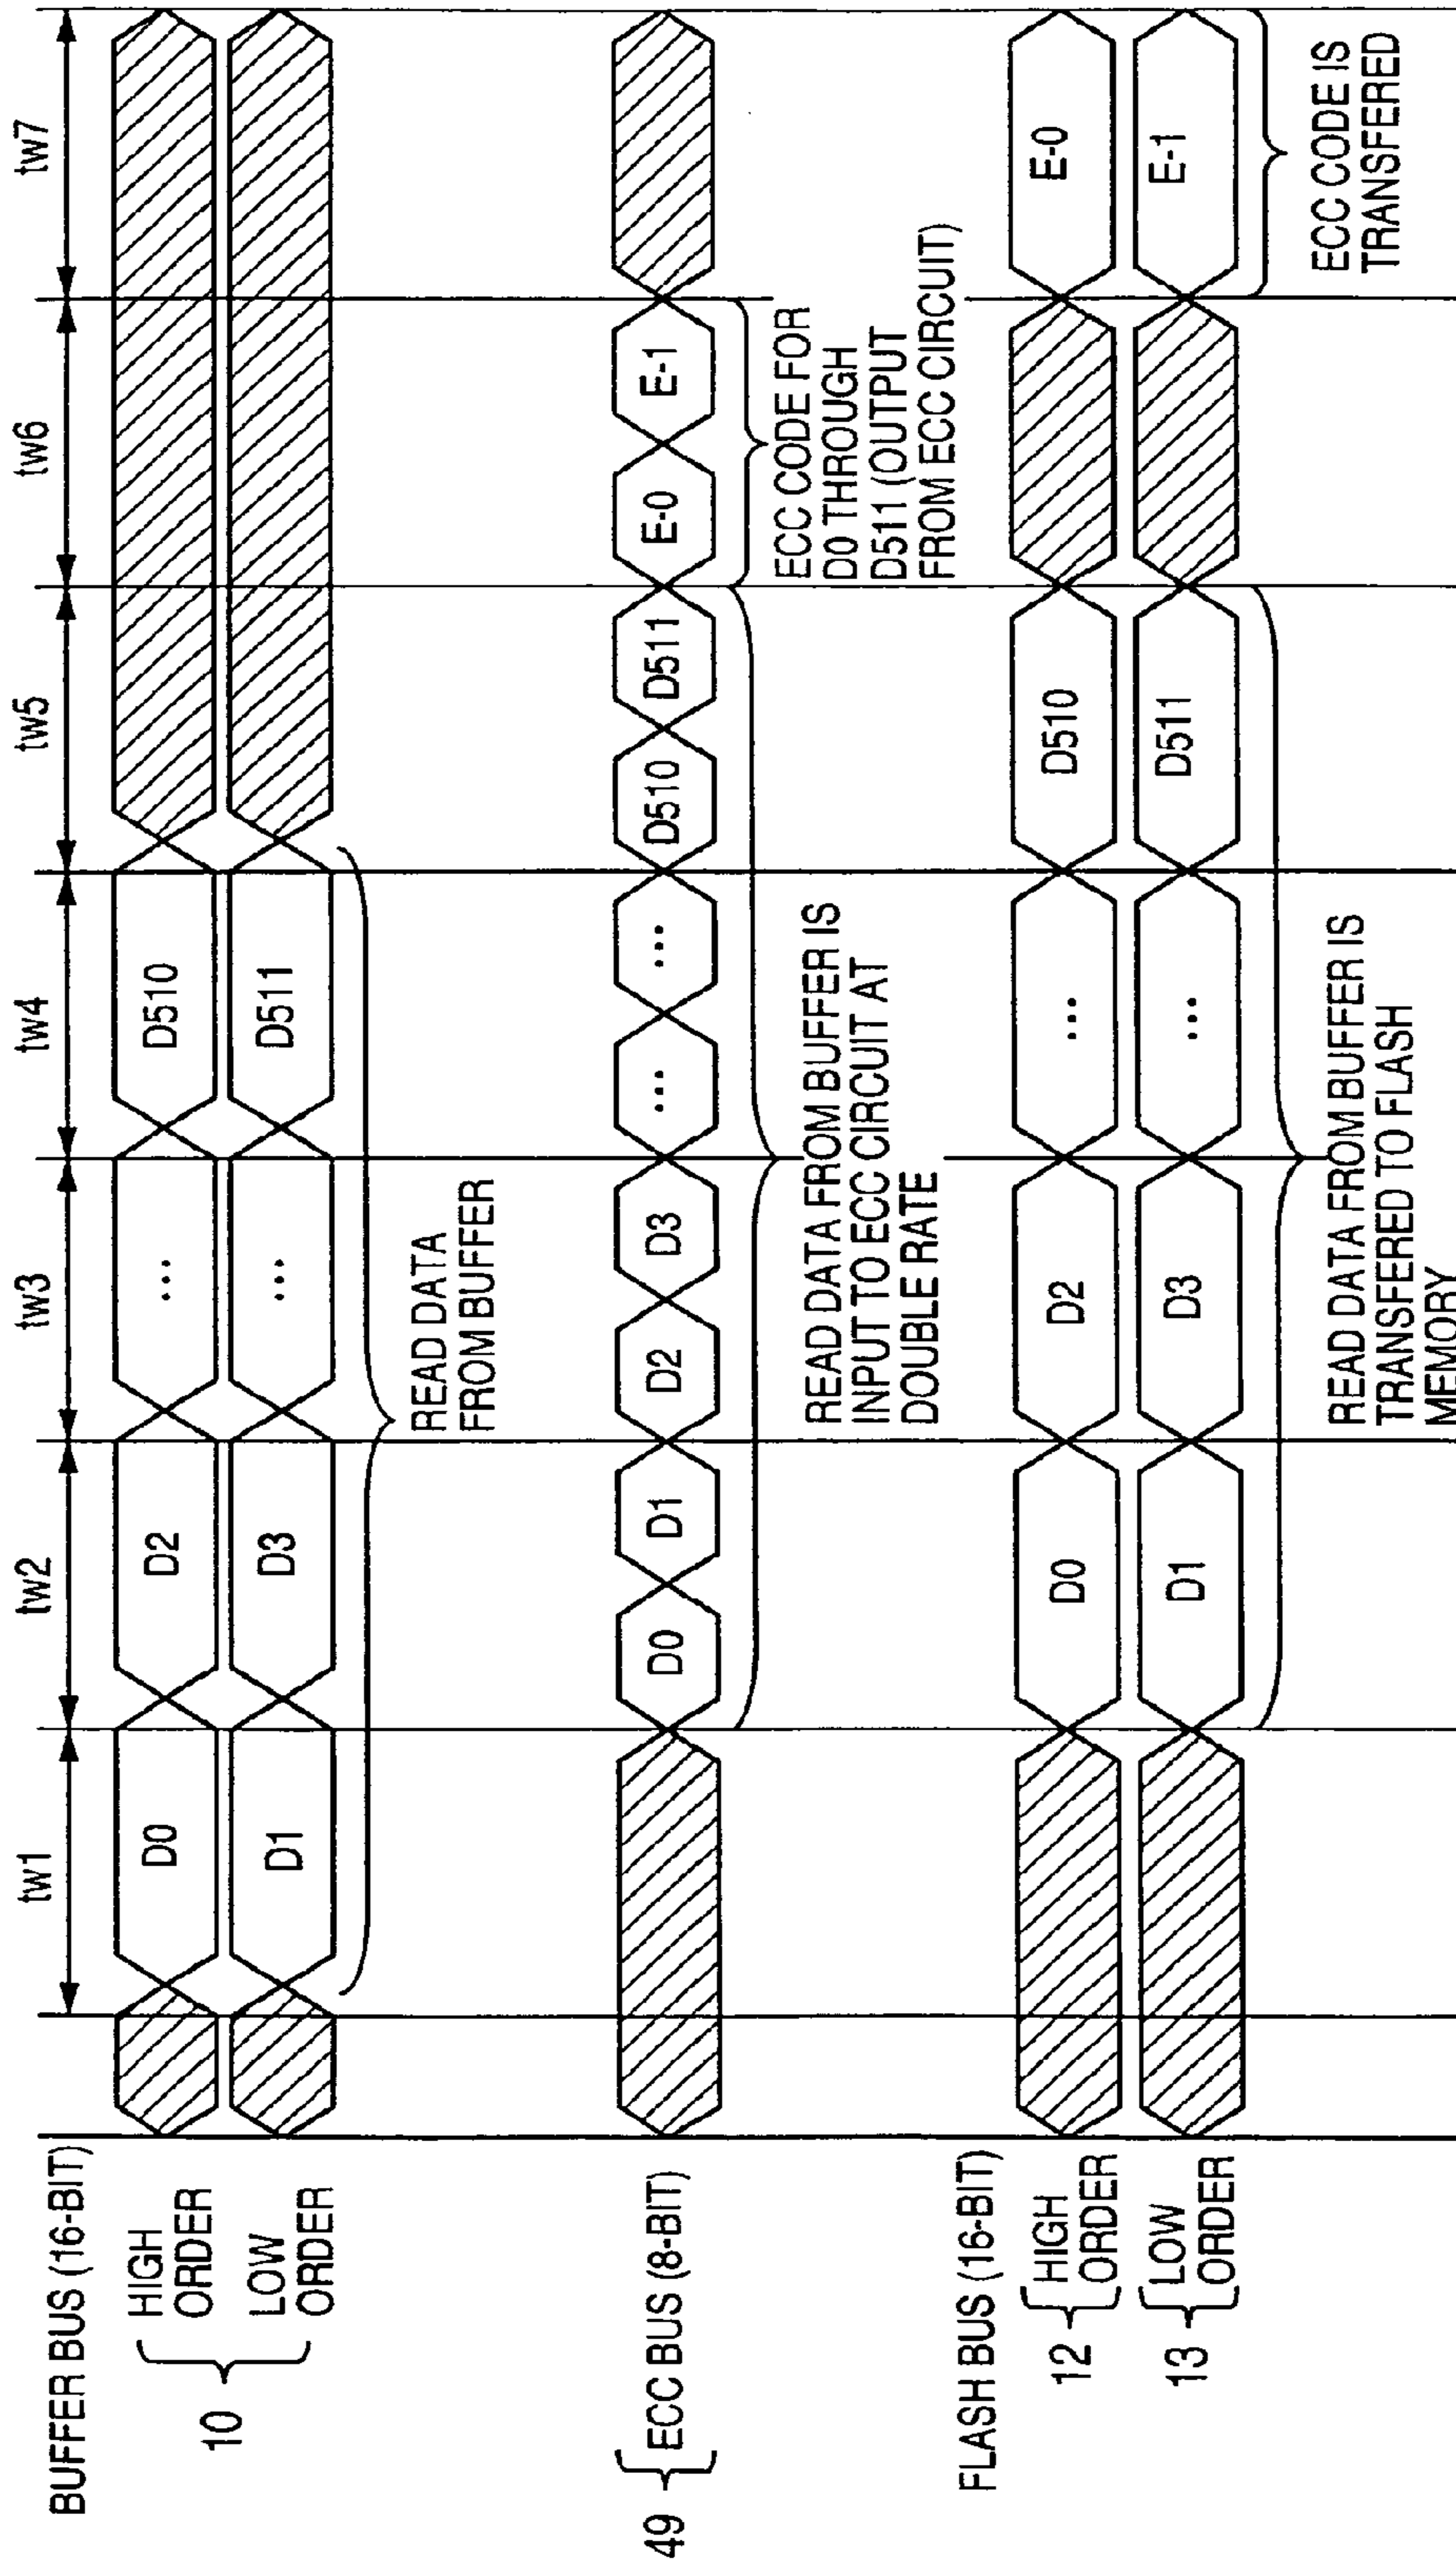 tw1 tw2 tw3 tw4 tw5 tw6 tw7
BUFFER BUS (16-BIT)
10
HIGH
ORDER
D0 D2 ... D510
LOW
ORDER
D1 D3 ... D511
READ DATA
FROM BUFFER
49 ECC BUS (8-BIT)
D0 D1 D2 D3 ... ... D510 D511 E-0 E-1
READ DATA FROM BUFFER IS
INPUT TO ECC CIRCUIT AT
DOUBLE RATE
ECC CODE FOR
D0 THROUGH
D511 (OUTPUT
FROM ECC CIRCUIT)
FLASH BUS (16-BIT)
12
HIGH
ORDER
D0 D2 ... D510 E-0
13
LOW
ORDER
D1 D3 ... D511 E-1
READ DATA FROM BUFFER IS
TRANSFERED TO FLASH
MEMORY
ECC CODE IS
TRANSFERED